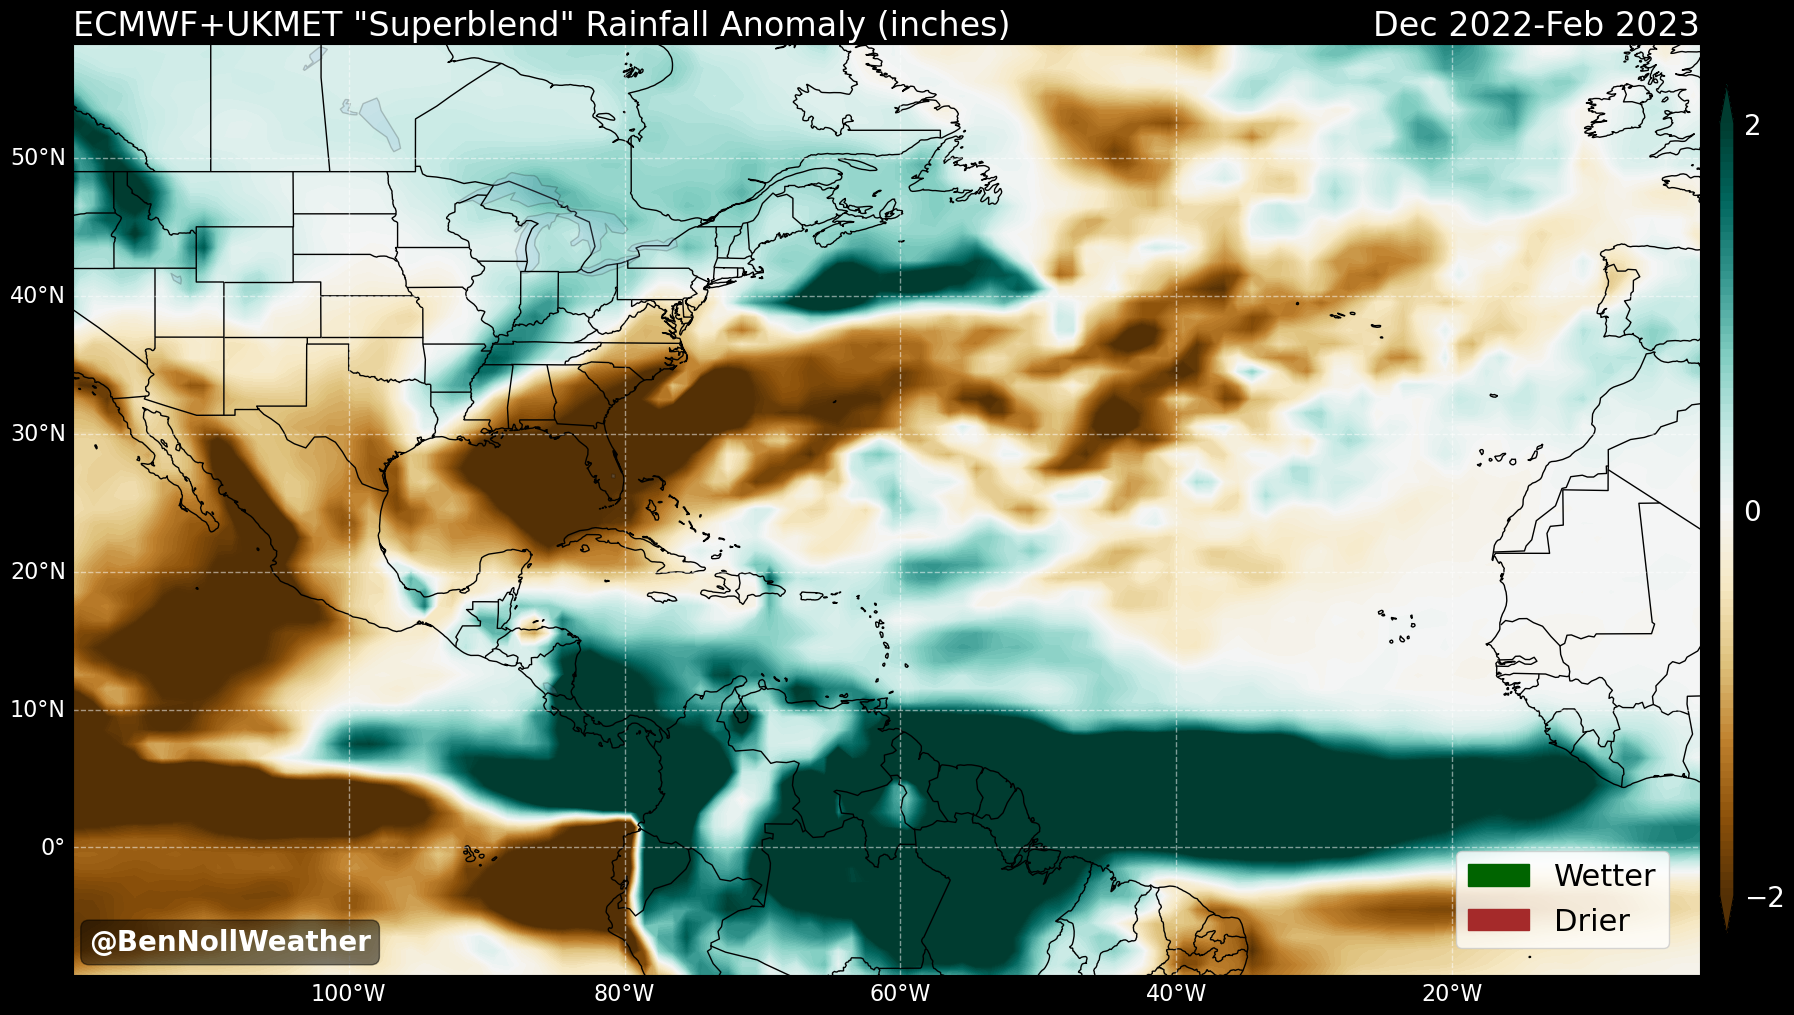 ECMWF+UKMET "Superblend" Rainfall Anomaly (inches)
Dec 2022-Feb 2023
50°N
40°N
30°N
20°N
10°N
0°
100°W
80°W
60°W
40°W
20°W
2
0
−2
Wetter
Drier
@BenNollWeather